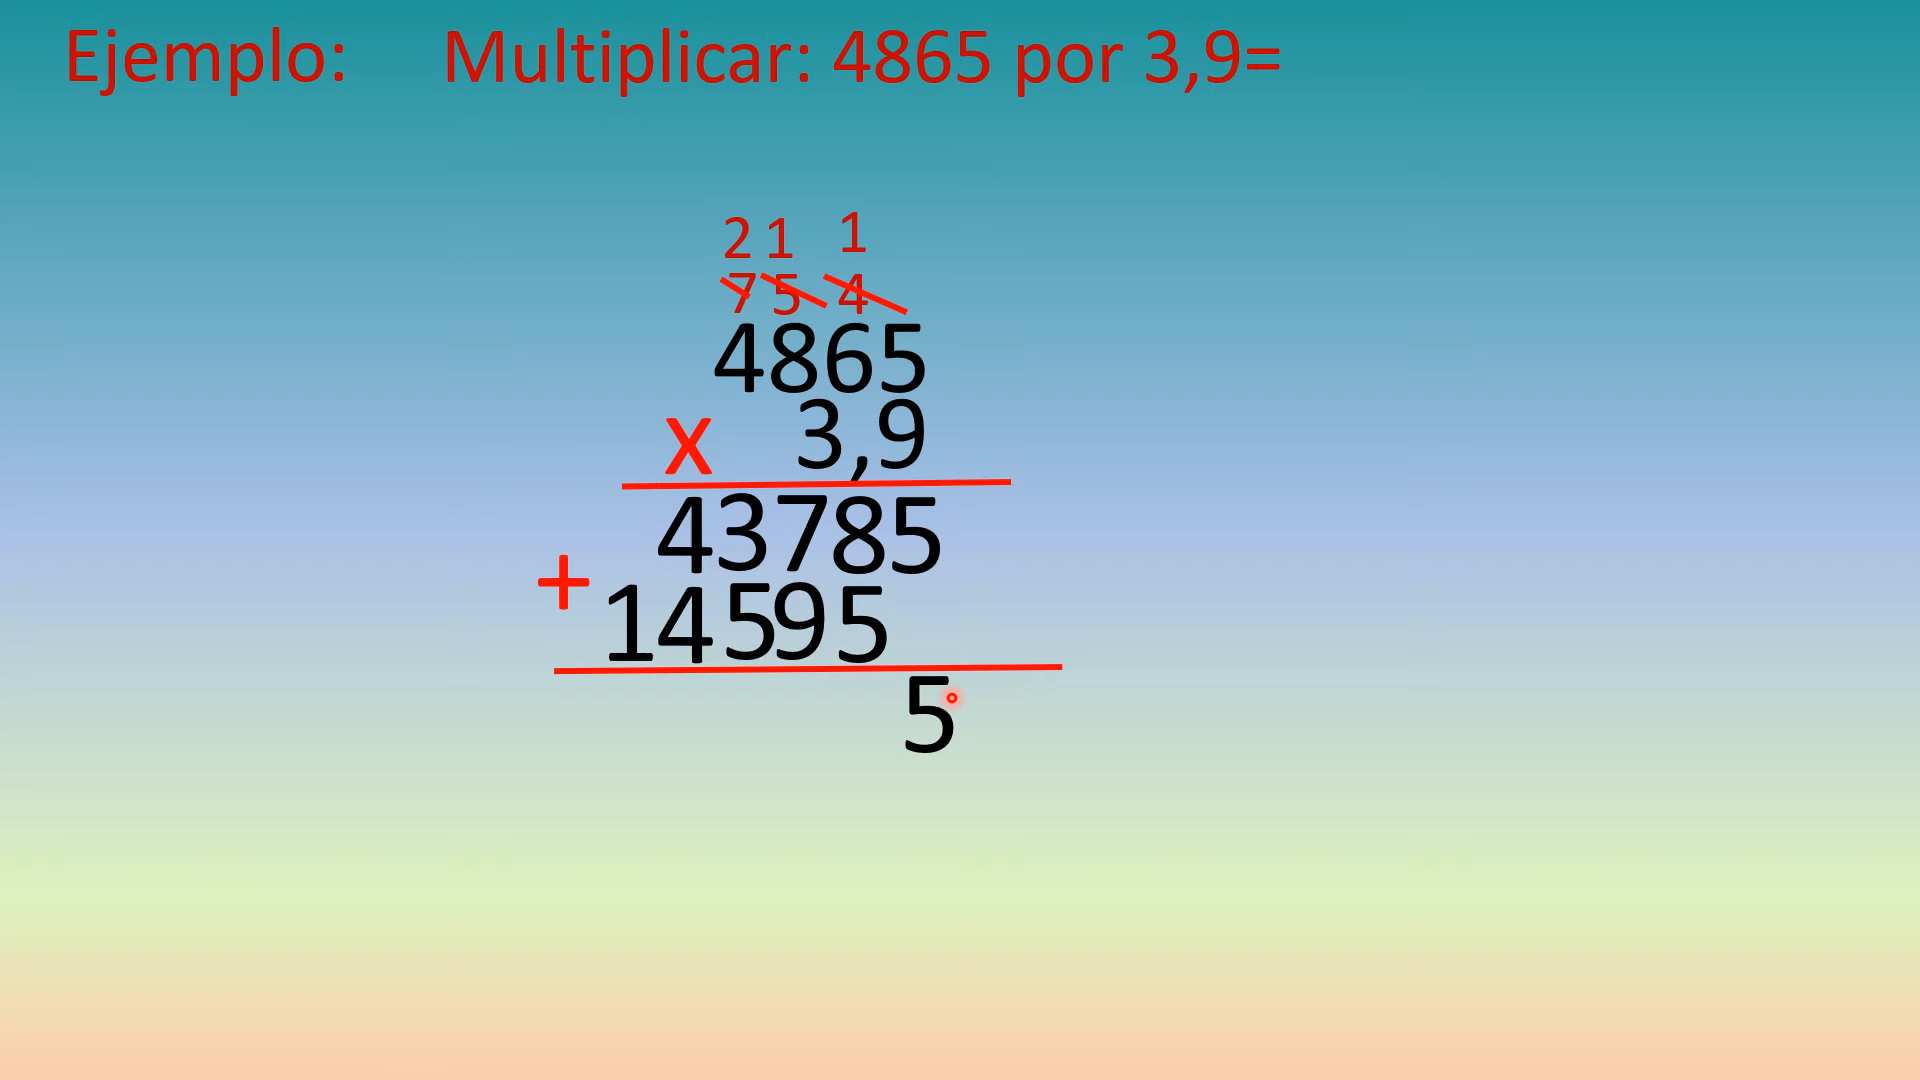 Ejemplo: Multiplicar: 4865 por 3,9=
2 1 1
7 5 4
4865
x 3,9
43785
+
14595
5